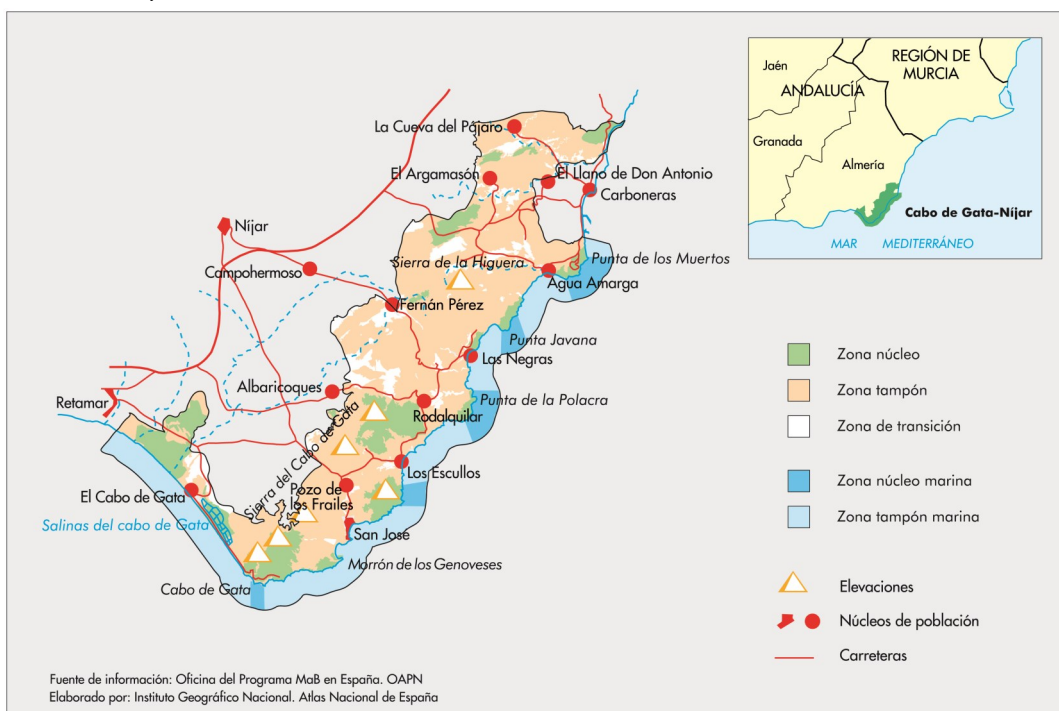 Jaén
REGIÓN DE
MURCIA
ANDALUCÍA
Granada
Almería
Cabo de Gata-Níjar
MAR MEDITERRÁNEO
La Cueva del Pájaro
El Argamasón
El Llano de Don Antonio
Carboneras
Níjar
Campohermoso
Sierra de la Higuera
Punta de los Muertos
Agua Amarga
Fernán Pérez
Punta Javana
Las Negras
Albaricoques
Retamar
Punta de la Polacra
Rodalquilar
Sierra del Cabo de Gata
Los Escullos
El Cabo de Gata
Pozo de
los Frailes
Salinas del cabo de Gata
San José
Morrón de los Genoveses
Cabo de Gata
Zona núcleo
Zona tampón
Zona de transición
Zona núcleo marina
Zona tampón marina
Elevaciones
Núcleos de población
Carreteras
Fuente de información: Oficina del Programa MaB en España. OAPN
Elaborado por: Instituto Geográfico Nacional. Atlas Nacional de España